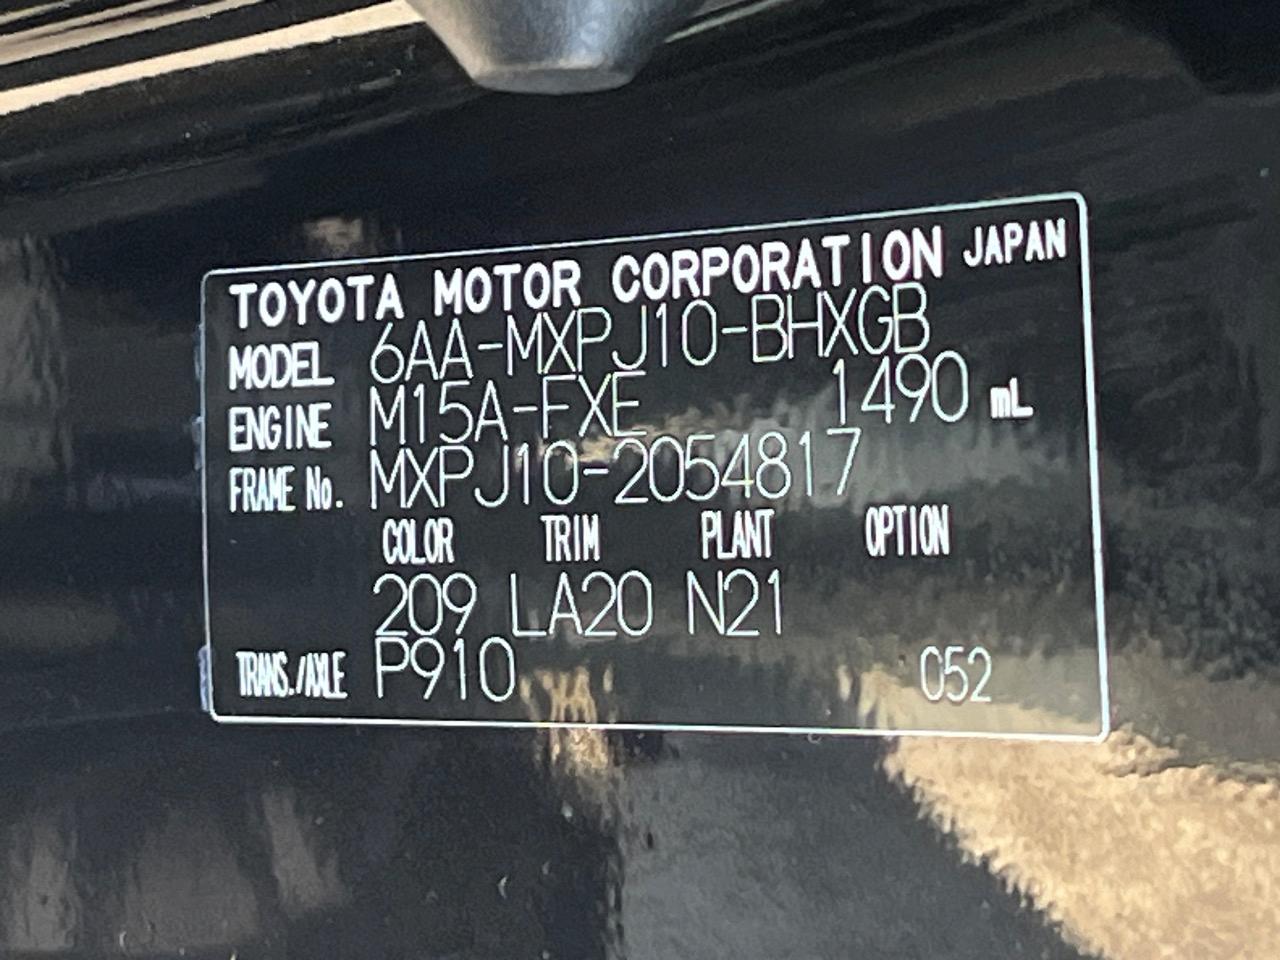 TOYOTA MOTOR CORPORATION JAPAN
MODEL 6AA-MXPJ10-BHXGB
ENGINE M15A-FXE 1490 mL
FRAME No. MXPJ10-2054817
COLOR TRIM PLANT OPTION
209 LA20 N21
TRANS./AXLE P910 052